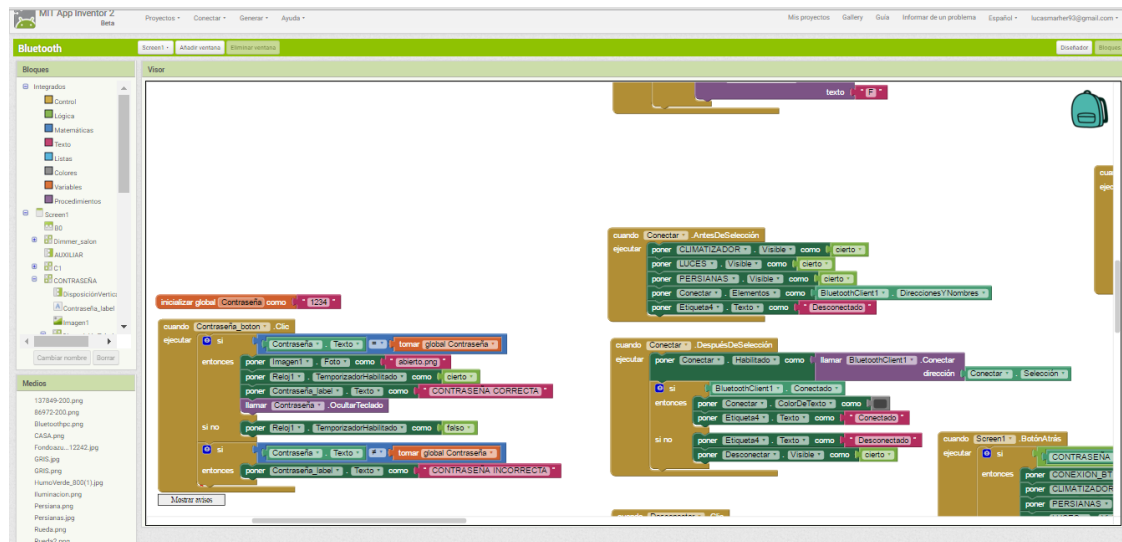 MIT App Inventor 2
Beta
Proyectos Conectar Generar Ayuda
Mis proyectos Gallery Guía Informar de un problema Español lucasmarher93@gmail.com
Bluetooth
Screen1 Añadir ventana Eliminar ventana
Diseñador Bloques
Bloques
Integrados
Control
Lógica
Matemáticas
Texto
Listas
Colores
Variables
Procedimientos
Screen1
B0
Dimmer_salon
AUXILIAR
C1
CONTRASEÑA
DisposiciónVertic
Contraseña_label
Imagen1
Cambiar nombre Borrar
Medios
137849-200.png
86972-200.png
Bluetoothpc.png
CASA.png
Fondoazu...12242.jpg
GRIS.jpg
GRIS.png
HumoVerde_800(1).jpg
Iluminacion.png
Persiana.png
Persianas.jpg
Rueda.png
Rueda2.png
Visor
texto " F "
inicializar global Contraseña como " 1234 "
cuando Contraseña_boton .Clic
ejecutar si Contraseña . Texto = tomar global Contraseña
entonces poner Imagen1 . Foto como " abierto.png "
poner Reloj1 . TemporizadorHabilitado como cierto
poner Contraseña_label . Texto como " CONTRASEÑA CORRECTA "
llamar Contraseña .OcultarTeclado
si no poner Reloj1 . TemporizadorHabilitado como falso
si Contraseña . Texto ≠ tomar global Contraseña
entonces poner Contraseña_label . Texto como " CONTRASEÑA INCORRECTA "
Mostrar avisos
cuando Conectar .AntesDeSelección
ejecutar poner CLIMATIZADOR . Visible como cierto
poner LUCES . Visible como cierto
poner PERSIANAS . Visible como cierto
poner Conectar . Elementos como BluetoothClient1 . DireccionesYNombres
poner Etiqueta4 . Texto como " Desconectado "
cuando Conectar .DespuésDeSelección
ejecutar poner Conectar . Habilitado como llamar BluetoothClient1 .Conectar
dirección Conectar . Selección
si BluetoothClient1 . Conectado
entonces poner Conectar . ColorDeTexto como
poner Etiqueta4 . Texto como " Conectado "
si no poner Etiqueta4 . Texto como " Desconectado "
poner Desconectar . Visible como cierto
cuando Desconectar .Clic
cuando Screen1 .BotónAtrás
ejecutar si CONTRASEÑA
entonces poner CONEXION_BT
poner CLIMATIZADOR
poner PERSIANAS